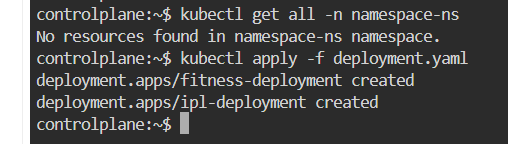 controlplane:~$ kubectl get all -n namespace-ns
No resources found in namespace-ns namespace.
controlplane:~$ kubectl apply -f deployment.yaml
deployment.apps/fitness-deployment created
deployment.apps/ipl-deployment created
controlplane:~$